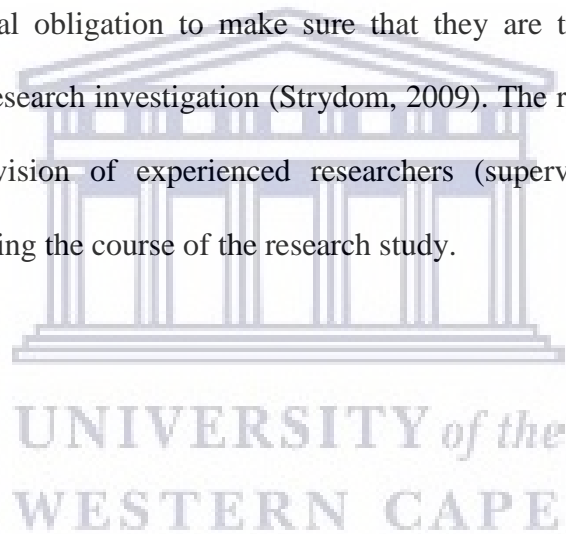 al obligation to make sure that they are t
esearch investigation (Strydom, 2009). The r
vision of experienced researchers (superv
ing the course of the research study.
UNIVERSITY of the
WESTERN CAPE